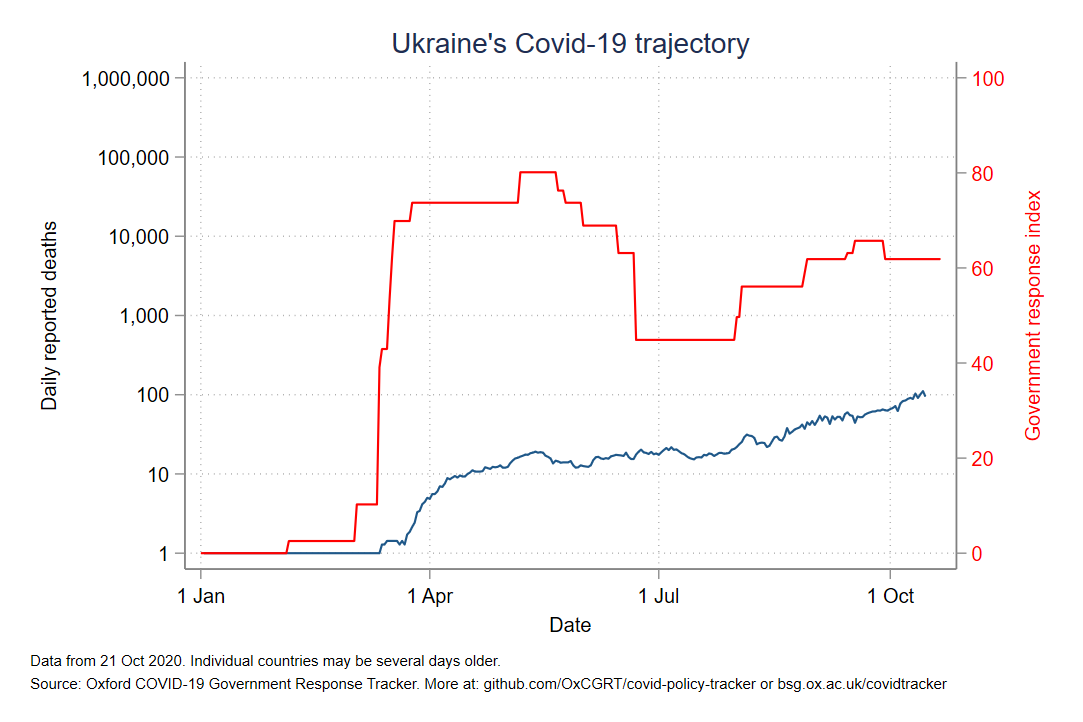 Ukraine's Covid-19 trajectory
1,000,000
100,000
10,000
1,000
100
10
1
Daily reported deaths
100
80
60
40
20
0
Government response index
1 Jan
1 Apr
1 Jul
1 Oct
Date
Data from 21 Oct 2020. Individual countries may be several days older.
Source: Oxford COVID-19 Government Response Tracker. More at: github.com/OxCGRT/covid-policy-tracker or bsg.ox.ac.uk/covidtracker